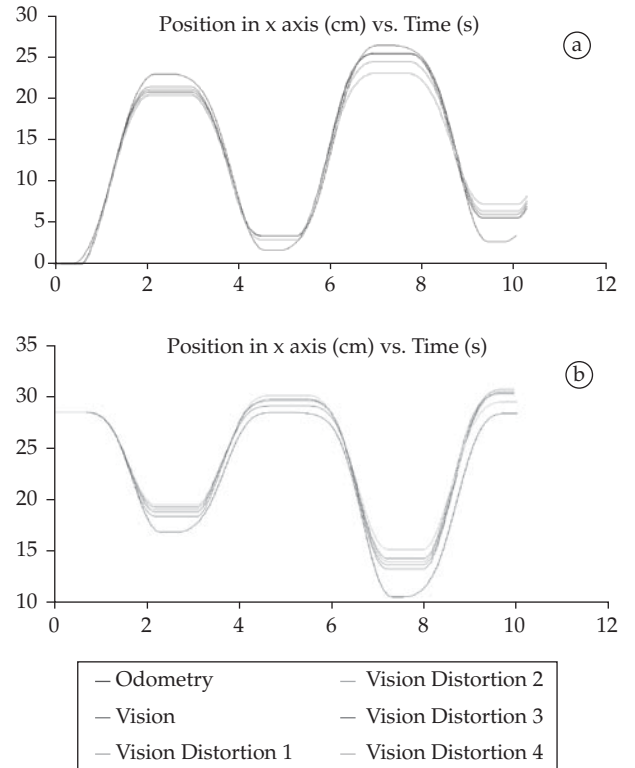 Position in x axis (cm) vs. Time (s)
a
30
25
20
15
10
5
0
0 2 4 6 8 10 12
Position in x axis (cm) vs. Time (s)
b
35
30
25
20
15
10
0 2 4 6 8 10 12
Odometry
Vision
Vision Distortion 1
Vision Distortion 2
Vision Distortion 3
Vision Distortion 4